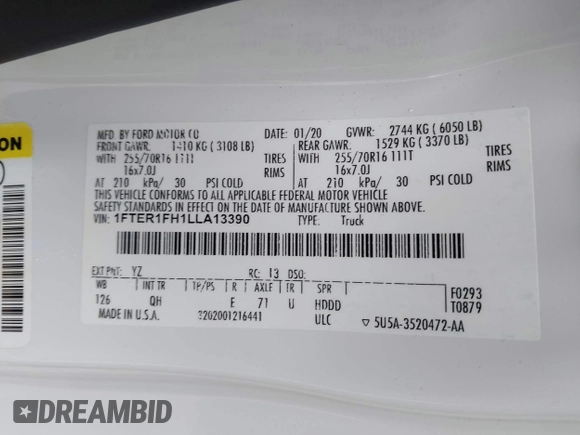 ON
MFD. BY FORD MOTOR CO
DATE: 01/20 GVWR: 2744 KG ( 6050 LB)
FRONT GAWR: 1410 KG ( 3108 LB) REAR GAWR: 1529 KG ( 3370 LB)
WITH 255/70R16 111T TIRES WITH 255/70R16 111T TIRES
16x7.0J RIMS 16x7.0J RIMS
AT 210 kPa/ 30 PSI COLD AT 210 kPa/ 30 PSI COLD
THIS VEHICLE CONFORMS TO ALL APPLICABLE FEDERAL MOTOR VEHICLE
SAFETY STANDARDS IN EFFECT ON THE DATE OF MANUFACTURE SHOWN ABOVE.
VIN: 1FTER1FH1LLA13390 TYPE: Truck
EXT PNT: YZ RC: 13 DSO:
WB INT TR TP/PS R AXLE TR SPR F0293
126 QH E 71 U HDDD T0879
MADE IN U.S.A. 3202001216441 ULC ▽ 5U5A-3520472-AA
DREAMBID